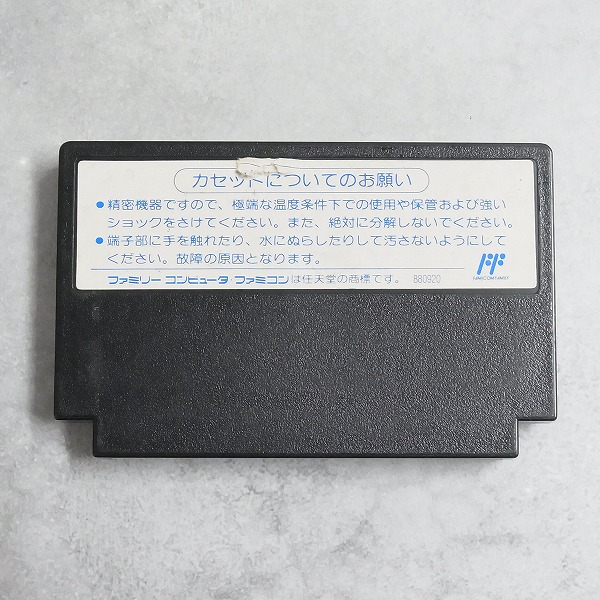 カセットについてのお願い
●精密機器ですので、極端な温度条件下での使用や保管および強い
ショックをさけてください。また、絶対に分解しないでください。
●端子部に手を触れたり、水にぬらしたりして汚さないようにして
ください。故障の原因となります。
FAMICOM FAMILY
ファミリーコンピュータ・ファミコンは任天堂の商標です。 880920